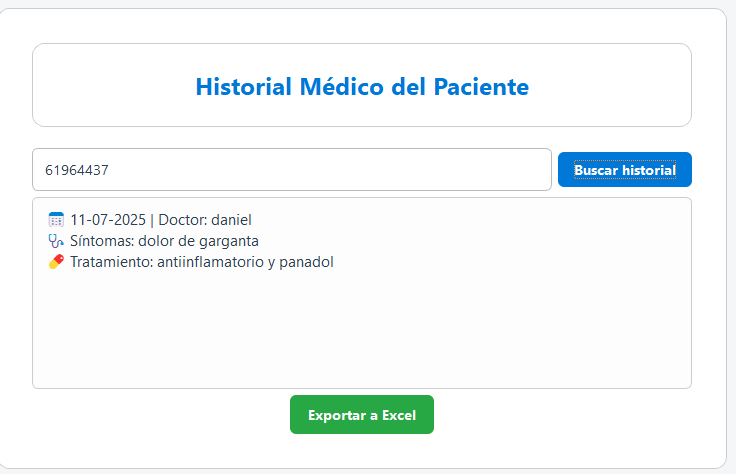 Historial Médico del Paciente
61964437
Buscar historial
11-07-2025 | Doctor: daniel
Síntomas: dolor de garganta
Tratamiento: antiinflamatorio y panadol
Exportar a Excel